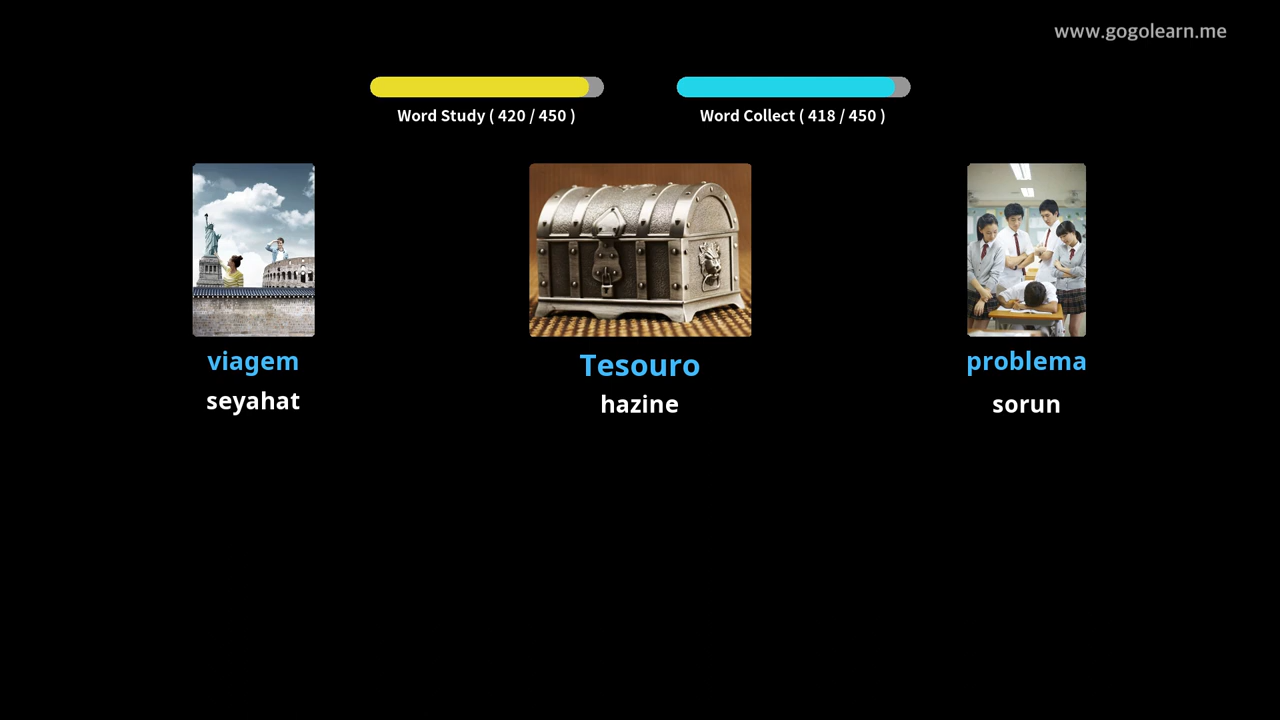 www.gogolearn.me
Word Study ( 420 / 450 )
Word Collect ( 418 / 450 )
viagem
seyahat
Tesouro
hazine
problema
sorun